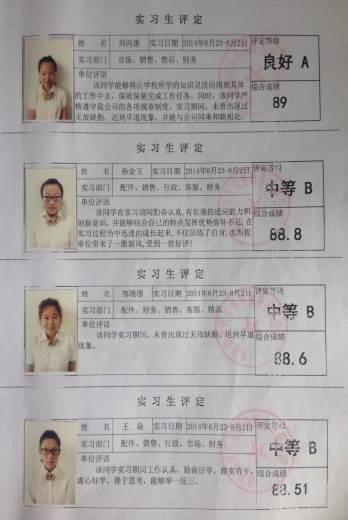 实习生评定
姓 名 刘向惠 实习日期 2014年6月23-8月2日 评定等级
良好 A
实习部门 市场、销售、售后、财务
单位评语 综合成绩
该同学能够将在学校所学的知识灵活应用到具体
的工作中去，保质保量完成工作任务。同时，该同学严
格遵守我公司的各项规章制度，实习期间，未曾出现过
无故缺勤，迟到早退现象，并能与公司同事和睦相处，
89
实习生评定
姓 名 孙金玉 实习日期 2014年6月23-8月2日 评定等级
中等 B
实习部门 配件、销售、行政、客服、财务
单位评语 综合成绩
该同学在实习期间勤奋认真，有较强的适应能力和
创新意识，并能够结合自己的特点发挥优势弥补不足，在
实习过程当中迅速的成长起来，不仅历练了自身，也为我
单位带来了一股新风，受到一致好评！
88.8
实习生评定
姓 名 邹珊珊 实习日期 2014年6月23-8月2日 评定等级
中等 B
实习部门 配件、财务、销售、客服、精品
单位评语 综合成绩
该同学实习期间，未曾出现过无故缺勤、迟到早退
现象。
88.6
实习生评定
姓 名 王 实习日期 2014年6月23-8月2日 评定等级
中等 B
实习部门 配件、销售、行政、市场、财务
单位评语 综合成绩
该同学实习期间工作认真，勤奋好学，踏实肯干，
虚心好学，善于思考，能够举一反三。
88.51